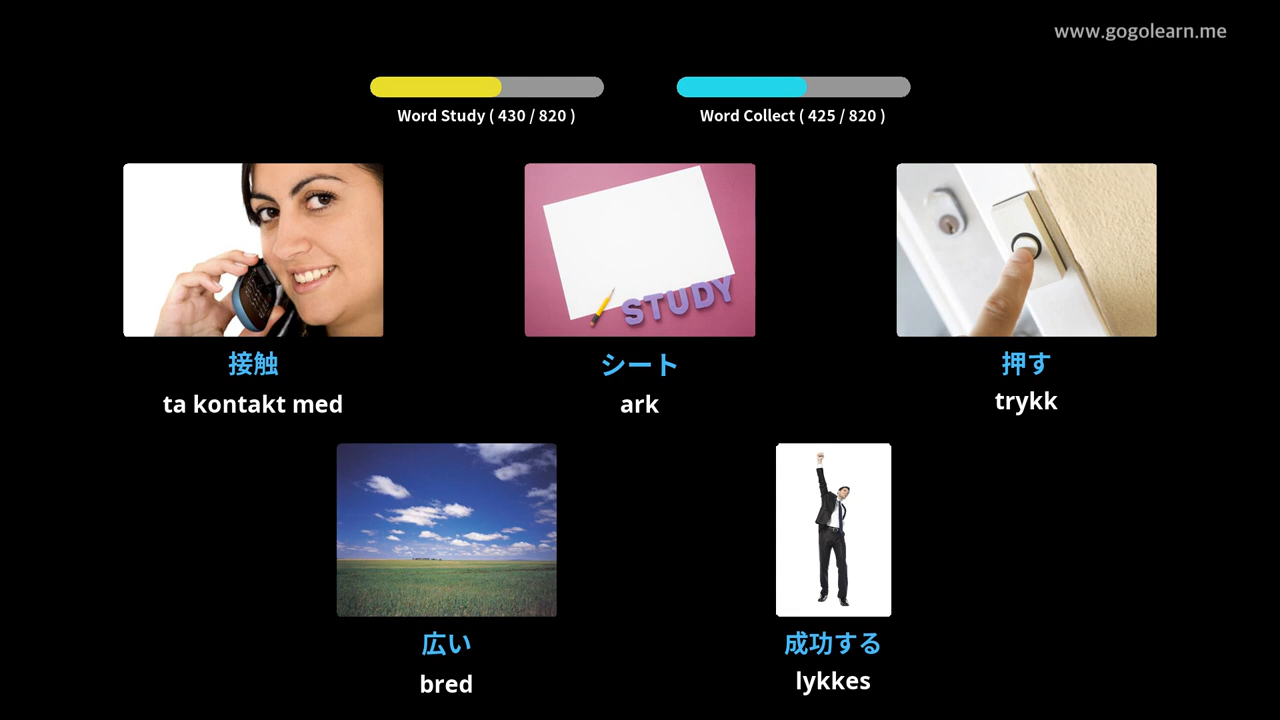 www.gogolearn.me
Word Study ( 430 / 820 )
Word Collect ( 425 / 820 )
STUDY
接触
シート
押す
ta kontakt med
ark
trykk
広い
成功する
bred
lykkes